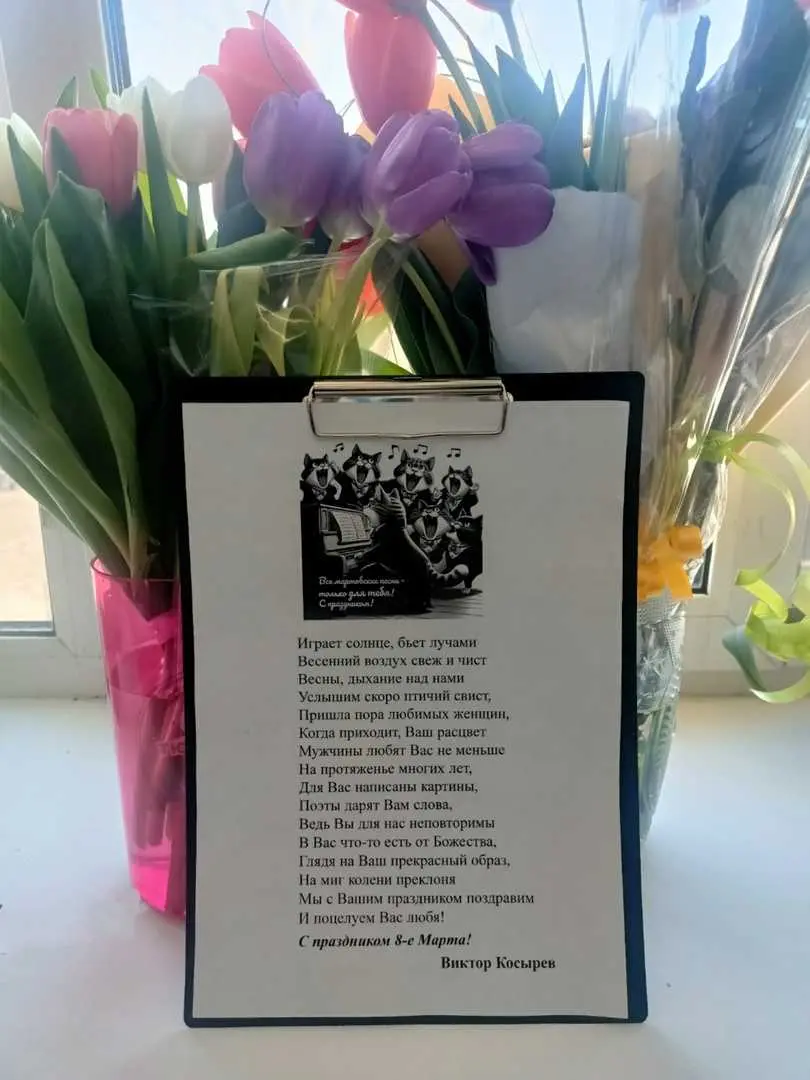 Все мартовские песни -
только для тебя!
С праздником!
Играет солнце, бьет лучами
Весенний воздух свеж и чист
Весны, дыхание над нами
Услышим скоро птичий свист,
Пришла пора любимых женщин,
Когда приходит, Ваш расцвет
Мужчины любят Вас не меньше
На протяженье многих лет,
Для Вас написаны картины,
Поэты дарят Вам слова,
Ведь Вы для нас неповторимы
В Вас что-то есть от Божества,
Глядя на Ваш прекрасный образ,
На миг колени преклоня
Мы с Вашим праздником поздравим
И поцелуем Вас любя!
С праздником 8-е Марта!
Виктор Косырев